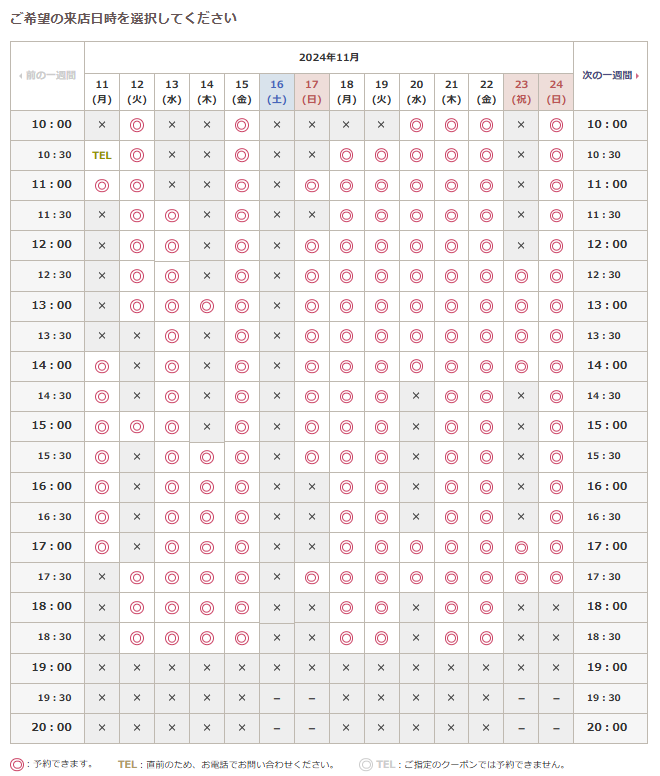 ご希望の来店日時を選択してください
前の一週間 2024年11月 次の一週間
11 12 13 14 15 16 17 18 19 20 21 22 23 24
(月) (火) (水) (木) (金) (土) (日) (月) (火) (水) (木) (金) (祝) (日)
10：00 × ◎ × × ◎ × × × × ◎ ◎ ◎ × ◎ 10：00
10：30 TEL ◎ × × ◎ × × ◎ ◎ ◎ ◎ ◎ × ◎ 10：30
11：00 ◎ ◎ × × ◎ × ◎ ◎ ◎ ◎ ◎ ◎ × ◎ 11：00
11：30 × ◎ ◎ × ◎ × × ◎ ◎ ◎ ◎ ◎ × ◎ 11：30
12：00 × ◎ ◎ × ◎ × ◎ ◎ ◎ ◎ ◎ ◎ × ◎ 12：00
12：30 × ◎ ◎ × ◎ × ◎ ◎ ◎ ◎ ◎ ◎ ◎ ◎ 12：30
13：00 × ◎ ◎ ◎ ◎ × ◎ ◎ ◎ ◎ ◎ ◎ ◎ ◎ 13：00
13：30 × × ◎ × ◎ × ◎ ◎ ◎ ◎ ◎ ◎ ◎ ◎ 13：30
14：00 ◎ × ◎ × ◎ × ◎ ◎ ◎ ◎ ◎ ◎ ◎ ◎ 14：00
14：30 ◎ × ◎ × ◎ × ◎ ◎ ◎ × ◎ ◎ × ◎ 14：30
15：00 ◎ ◎ ◎ × ◎ × ◎ ◎ ◎ × ◎ ◎ × ◎ 15：00
15：30 ◎ × ◎ ◎ ◎ × ◎ ◎ ◎ × ◎ ◎ × ◎ 15：30
16：00 ◎ × ◎ ◎ ◎ × × ◎ ◎ × ◎ ◎ × ◎ 16：00
16：30 ◎ × ◎ ◎ ◎ × × ◎ ◎ × ◎ ◎ × ◎ 16：30
17：00 ◎ × ◎ ◎ ◎ × × ◎ ◎ ◎ ◎ ◎ ◎ ◎ 17：00
17：30 × ◎ ◎ ◎ ◎ × ◎ ◎ ◎ ◎ ◎ ◎ ◎ ◎ 17：30
18：00 × ◎ ◎ ◎ ◎ × × ◎ ◎ × ◎ ◎ × × 18：00
18：30 × ◎ ◎ ◎ ◎ × × ◎ ◎ × ◎ ◎ × × 18：30
19：00 × × × × × × × × × × × × × × 19：00
19：30 × × × × × － － × × × × × － － 19：30
20：00 × × × × × － － × × × × × － － 20：00
◎：予約できます。 TEL：直前のため、お電話でお問い合わせください。 ◎ TEL：ご指定のクーポンでは予約できません。